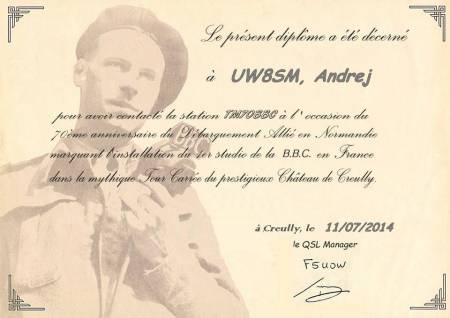 Le présent diplôme a été décerné
à UW8SM, Andrej
pour avoir contacté la station TM70BBC à l'occasion du
70ème anniversaire du Débarquement Allié en Normandie
marquant l'installation du 1er studio de la B.B.C. en France
dans la mythique Tour Carrée du prestigieux Château de Creully.
à Creully, le 11/07/2014
le QSL Manager
F5UOW